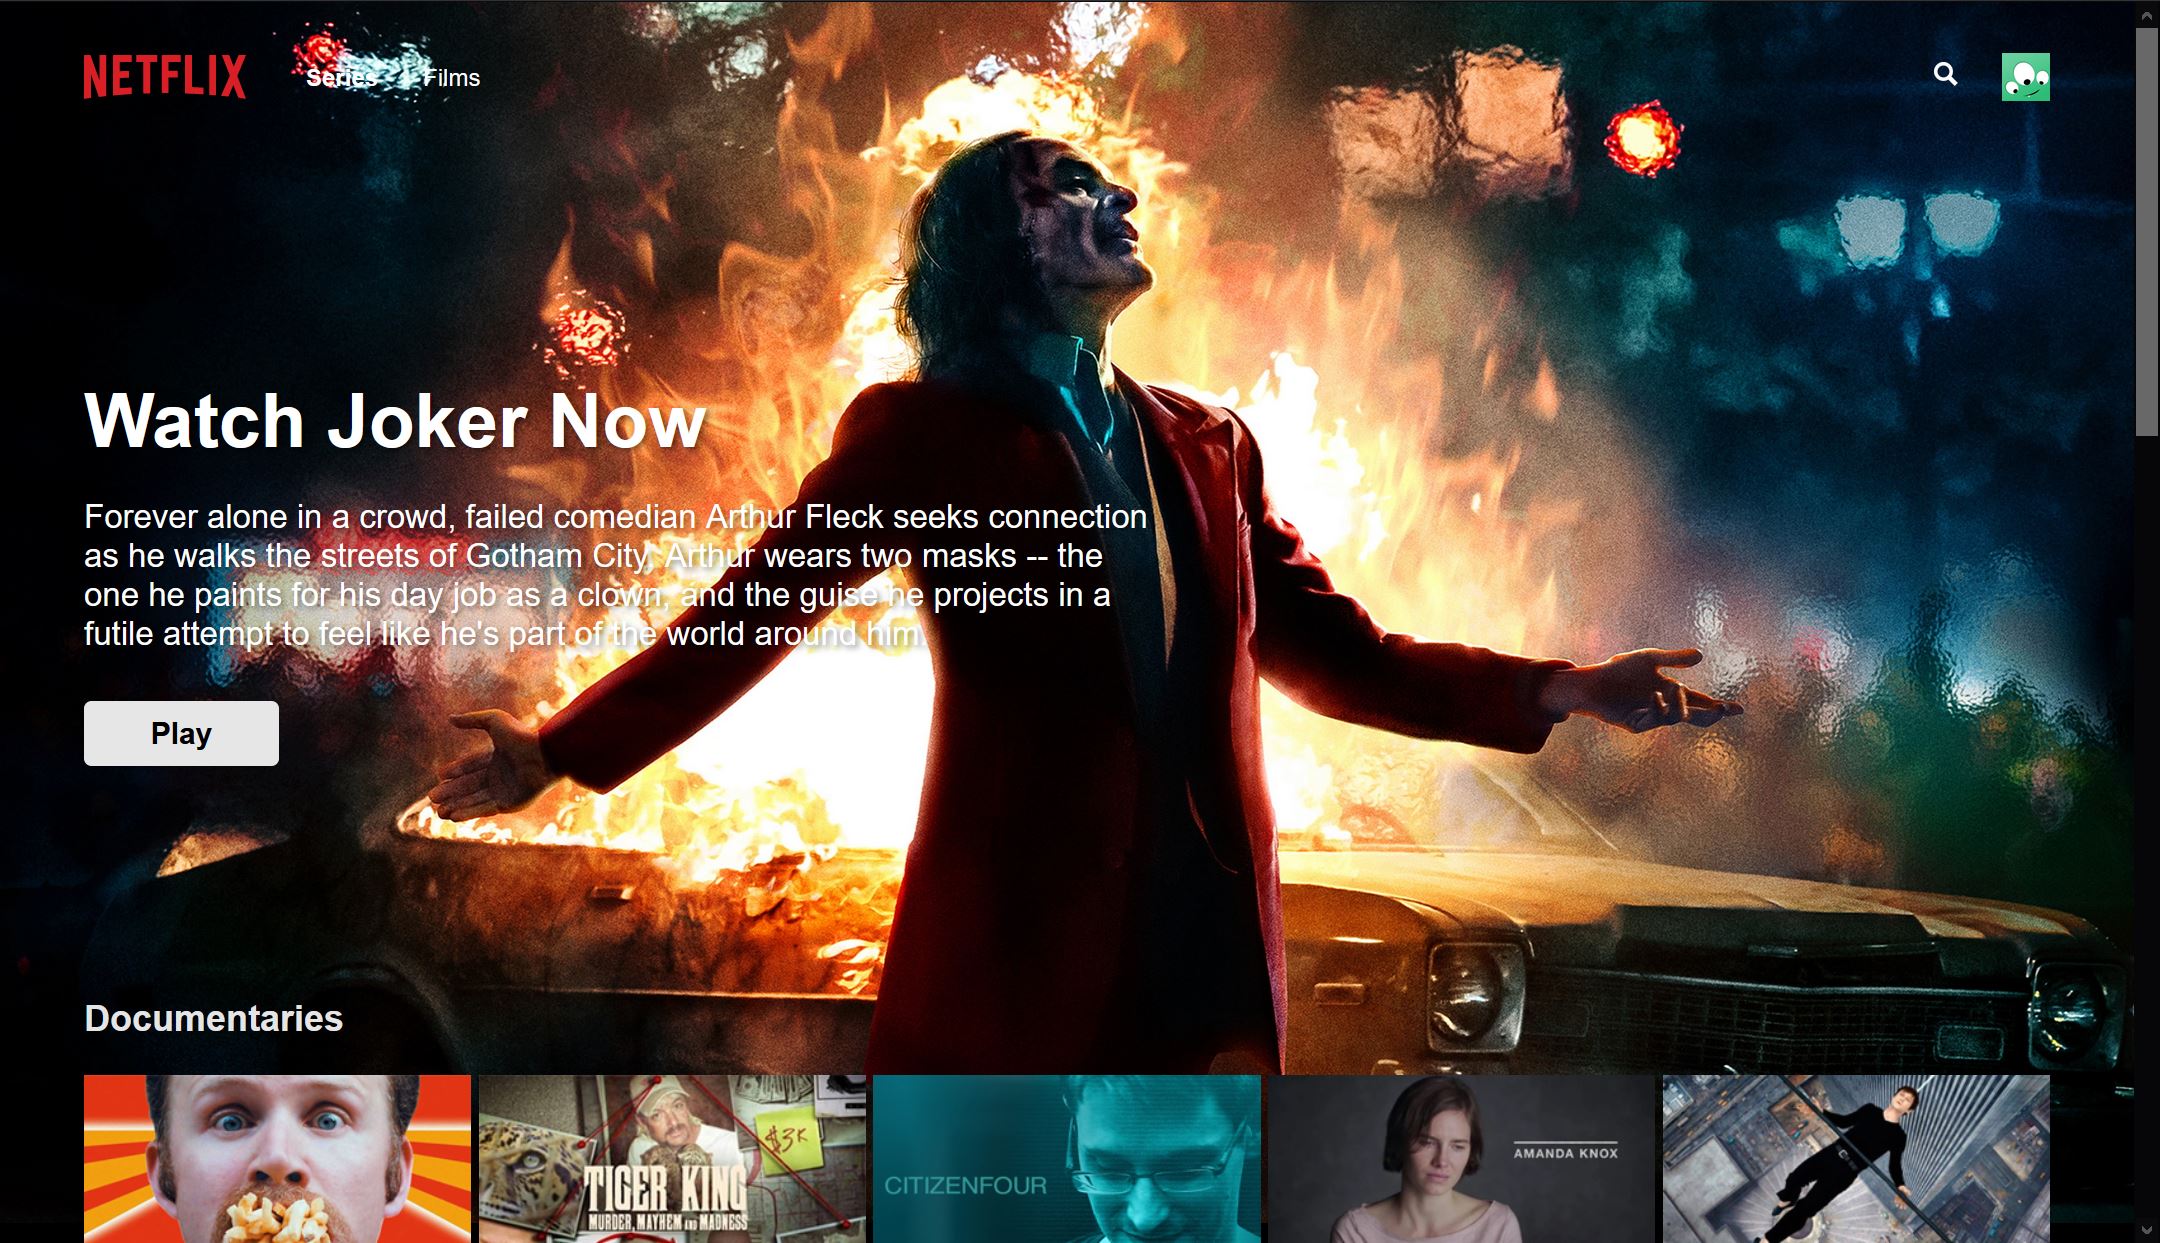 NETFLIX
Series
Films
Watch Joker Now
Forever alone in a crowd, failed comedian Arthur Fleck seeks connection
as he walks the streets of Gotham City. Arthur wears two masks -- the
one he paints for his day job as a clown, and the guise he projects in a
futile attempt to feel like he's part of the world around him.
Play
Documentaries
$3K
TIGER KING
MURDER, MAYHEM AND MADNESS
CITIZENFOUR
AMANDA KNOX